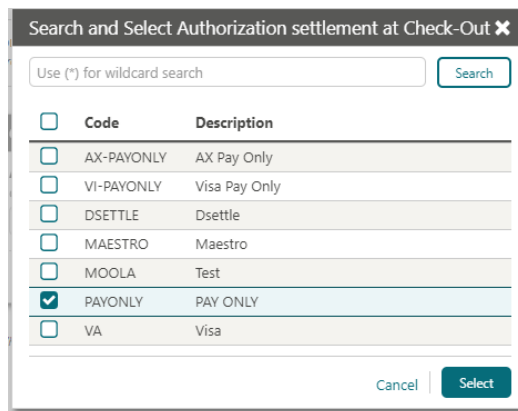 Search and Select Authorization settlement at Check-Out ✖
Use (*) for wildcard search Search
Code Description
AX-PAYONLY AX Pay Only
VI-PAYONLY Visa Pay Only
DSETTLE Dsettle
MAESTRO Maestro
MOOLA Test
PAYONLY PAY ONLY
VA Visa
Cancel Select